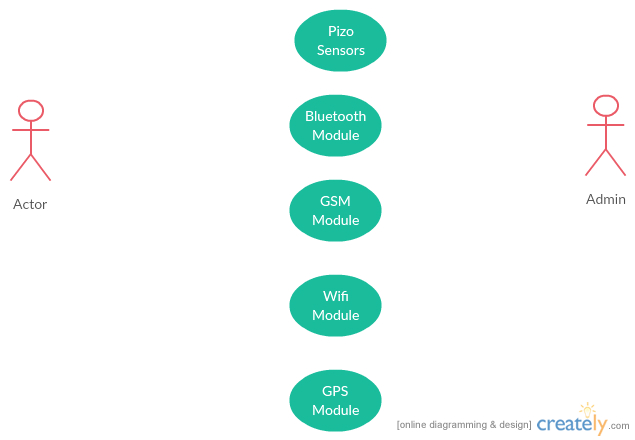 Pizo
Sensors
Bluetooth
Module
Actor
Admin
GSM
Module
Wifi
Module
GPS
Module
[online diagramming & design] creately.com